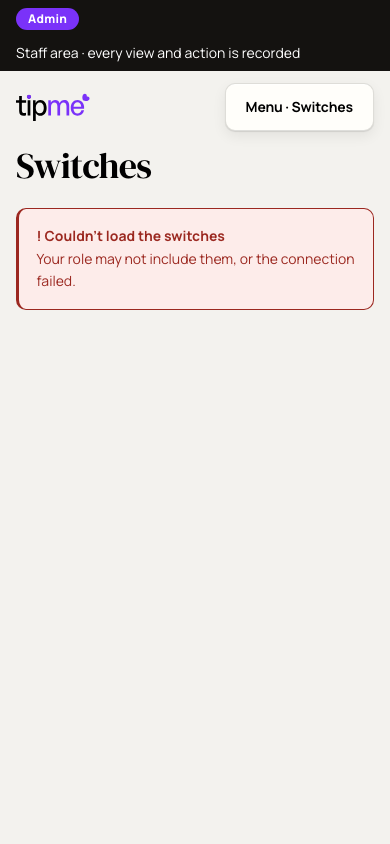 Admin
Staff area · every view and action is recorded
tipme
Menu · Switches
Switches
! Couldn't load the switches
Your role may not include them, or the connection
failed.